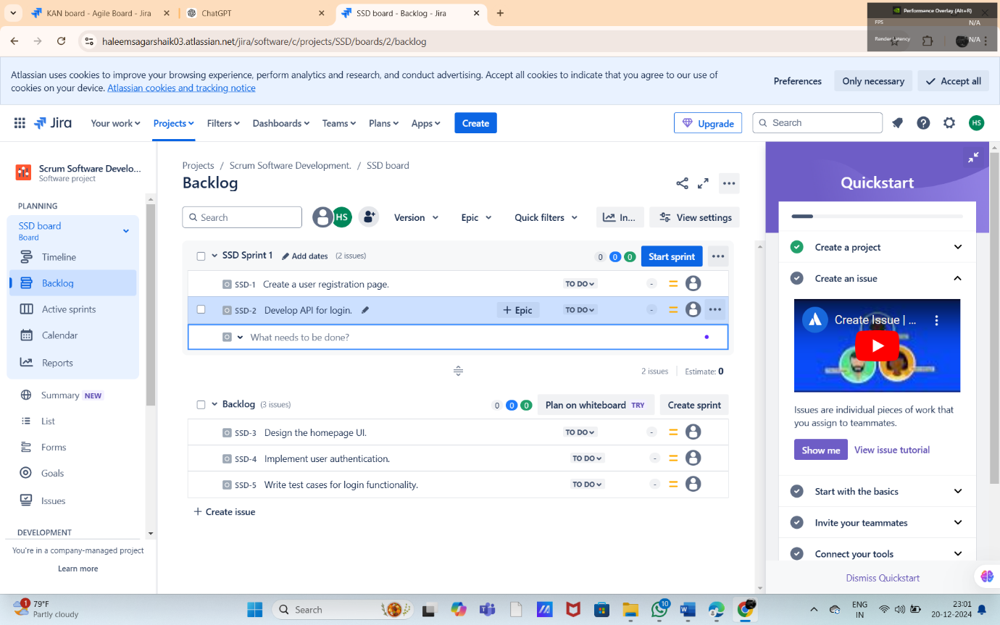 KAN board - Agile Board - Jira
ChatGPT
SSD board - Backlog - Jira
Performance Overlay (Alt+R)
FPS N/A
Render Latency N/A
haleemsagarshaik03.atlassian.net/jira/software/c/projects/SSD/boards/2/backlog
Atlassian uses cookies to improve your browsing experience, perform analytics and research, and conduct advertising. Accept all cookies to indicate that you agree to our use of
cookies on your device. Atlassian cookies and tracking notice
Preferences
Only necessary
Accept all
Jira
Your work
Projects
Filters
Dashboards
Teams
Plans
Apps
Create
Upgrade
Search
HS
Scrum Software Develo...
Software project
PLANNING
SSD board
Board
Timeline
Backlog
Active sprints
Calendar
Reports
Summary NEW
List
Forms
Goals
Issues
DEVELOPMENT
You're in a company-managed project
Learn more
Projects / Scrum Software Development. / SSD board
Backlog
Search
HS
Version
Epic
Quick filters
In...
View settings
SSD Sprint 1 Add dates (2 issues) 0 0 0 Start sprint
SSD-1 Create a user registration page. TO DO -
SSD-2 Develop API for login. + Epic TO DO -
What needs to be done?
2 issues Estimate: 0
Backlog (3 issues) 0 0 0 Plan on whiteboard TRY Create sprint
SSD-3 Design the homepage UI. TO DO -
SSD-4 Implement user authentication. TO DO -
SSD-5 Write test cases for login functionality. TO DO -
+ Create issue
Quickstart
Create a project
Create an issue
Create Issue | ...
Issues are individual pieces of work that
you assign to teammates.
Show me
View issue tutorial
Start with the basics
Invite your teammates
Connect your tools
Dismiss Quickstart
1
79°F
Partly cloudy
Search
10
ENG
IN
23:01
20-12-2024